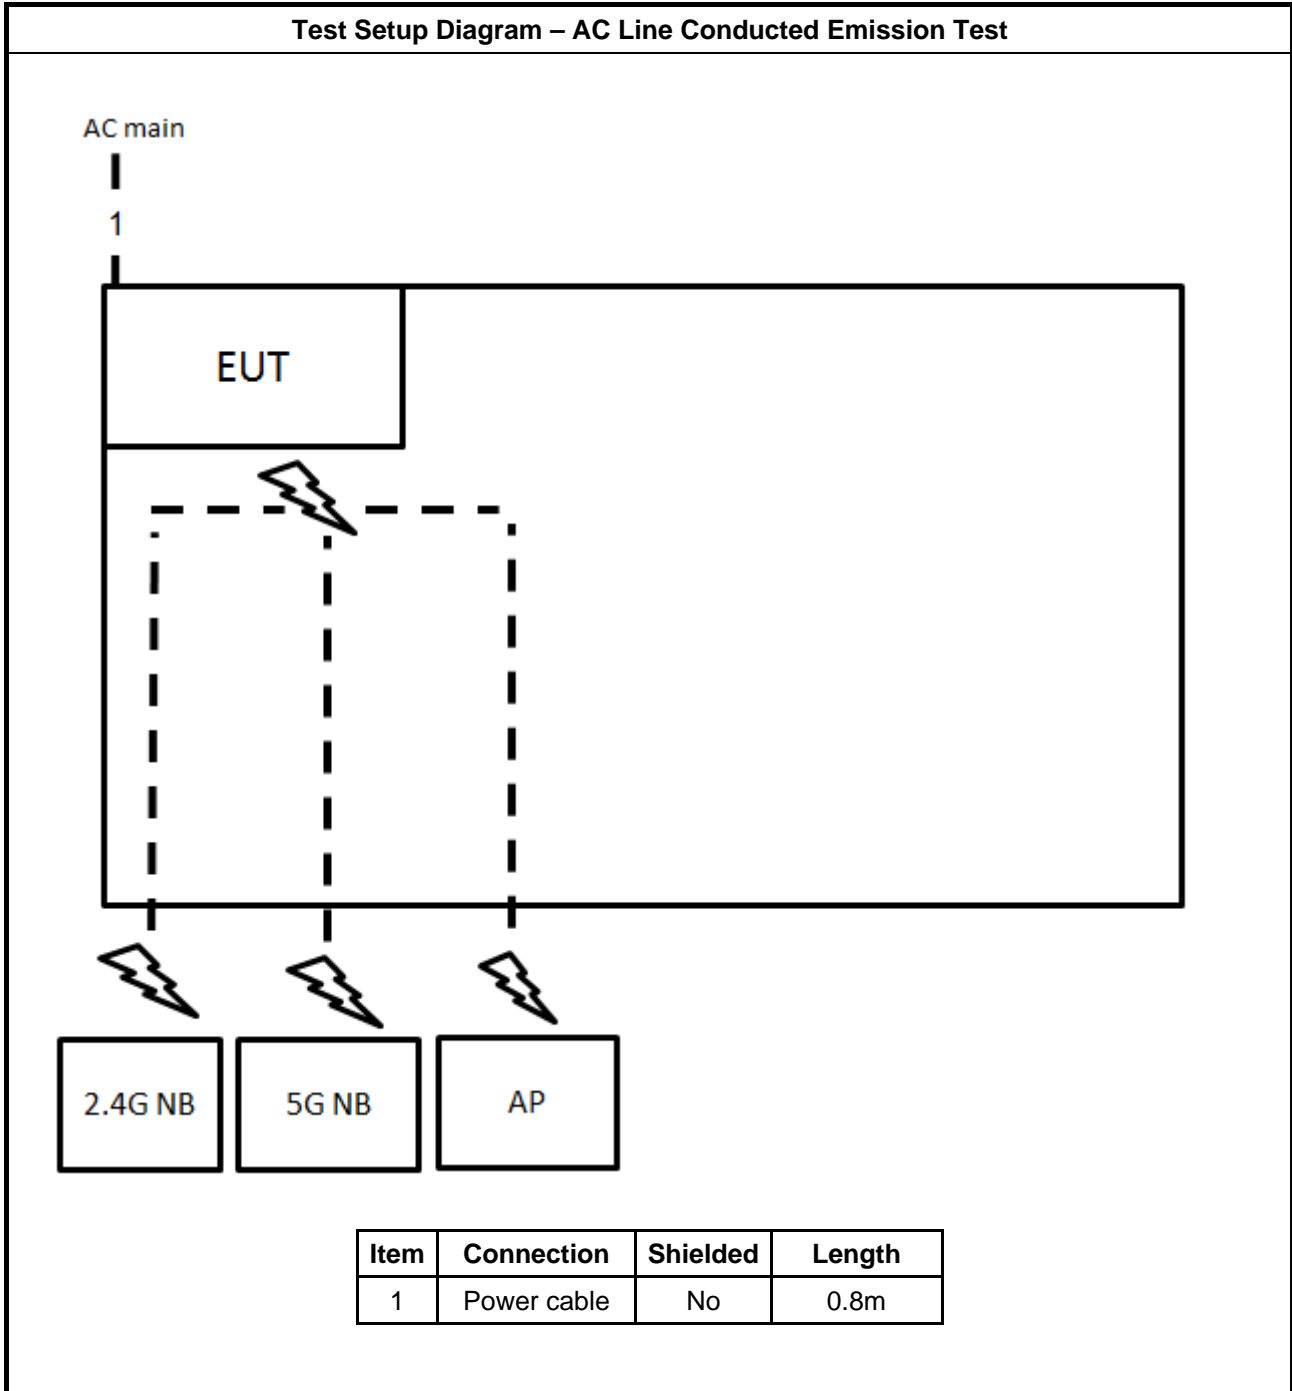 Test Setup Diagram – AC Line Conducted Emission Test
AC main
1
EUT
2.4G NB
5G NB
AP
Item Connection Shielded Length
1 Power cable No 0.8m